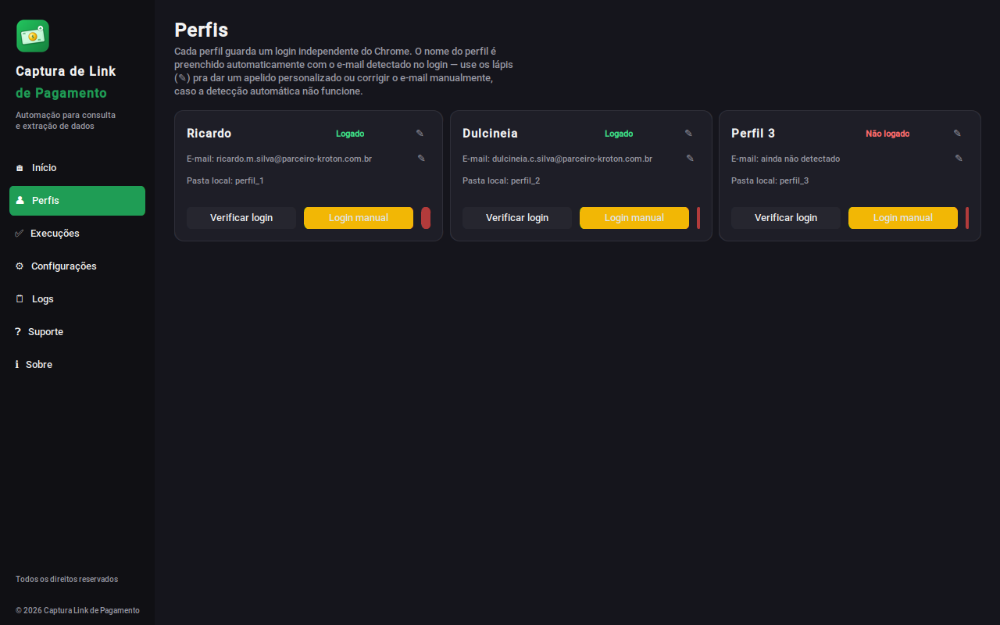 Captura de Link
de Pagamento
Automação para consulta
e extração de dados
Início
Perfis
Execuções
Configurações
Logs
? Suporte
i Sobre
Todos os direitos reservados
© 2026 Captura Link de Pagamento
Perfis
Cada perfil guarda um login independente do Chrome. O nome do perfil é
preenchido automaticamente com o e-mail detectado no login — use os lápis
(✎) pra dar um apelido personalizado ou corrigir o e-mail manualmente,
caso a detecção automática não funcione.
Ricardo Logado ✎
E-mail: ricardo.m.silva@parceiro-kroton.com.br ✎
Pasta local: perfil_1
Verificar login Login manual
Dulcineia Logado ✎
E-mail: dulcineia.c.silva@parceiro-kroton.com.br ✎
Pasta local: perfil_2
Verificar login Login manual
Perfil 3 Não logado ✎
E-mail: ainda não detectado ✎
Pasta local: perfil_3
Verificar login Login manual